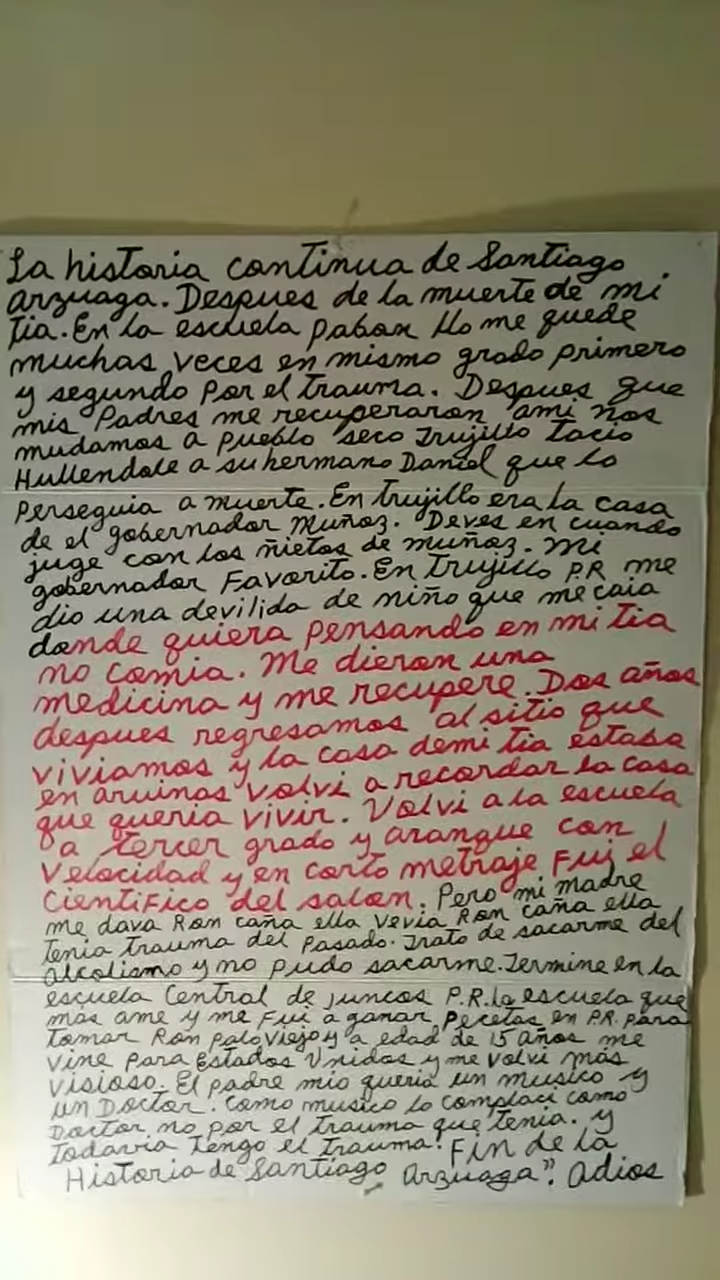 La historia continua de Santiago
arzuaga. Despues de la muerte de mi
tia. En la escuela pabon Yo me quede
muchas veces en mismo grado primero
y segundo por el trauma. Despues que
mis Padres me recuperaron ami nos
mudamos a pueblo seco Trujillo
Hullendole a su hermano Daniel que lo
Perseguia a muerte. En trujillo era la casa
de el gobernador muñoz. Deves en cuando
juge con los ñietos de muñoz. mi
gobernador Favorito. En Trujillo P.R me
dio una devilida de niño que me caia
donde quiera pensando en mi tia
no comia. Me dieron una
medicina y me recupere. Dos años
despues regresamos al sitio que
viviamos y la casa demi tia estaba
en aruinas volvi a recordar la casa
que queria vivir. Volvi a la escuela
a tercer grado y aranque con
velocidad y en corto metraje Fui el
Cientifico del salon. Pero mi madre
me dava Ron caña ella Vevia Ron caña ella
tenia trauma del Pasado. Trato de sacarme del
alcolismo y no pudo sacarme. Termine en la
escuela Central de juncos P.R. la escuela que
mas ame y me Fui a ganar pecetas en P.R. para
tomar Ron palo Viejo y a edad de 15 años me
vine para Estados Unidos y me volvi mas
visioso. El padre mio queria un musico y
un Doctor. Como musico lo complaci como
Doctor no por el trauma que tenia. y
todavia tengo el trauma. Fin de la
Historia de Santiago Arzuaga". adios